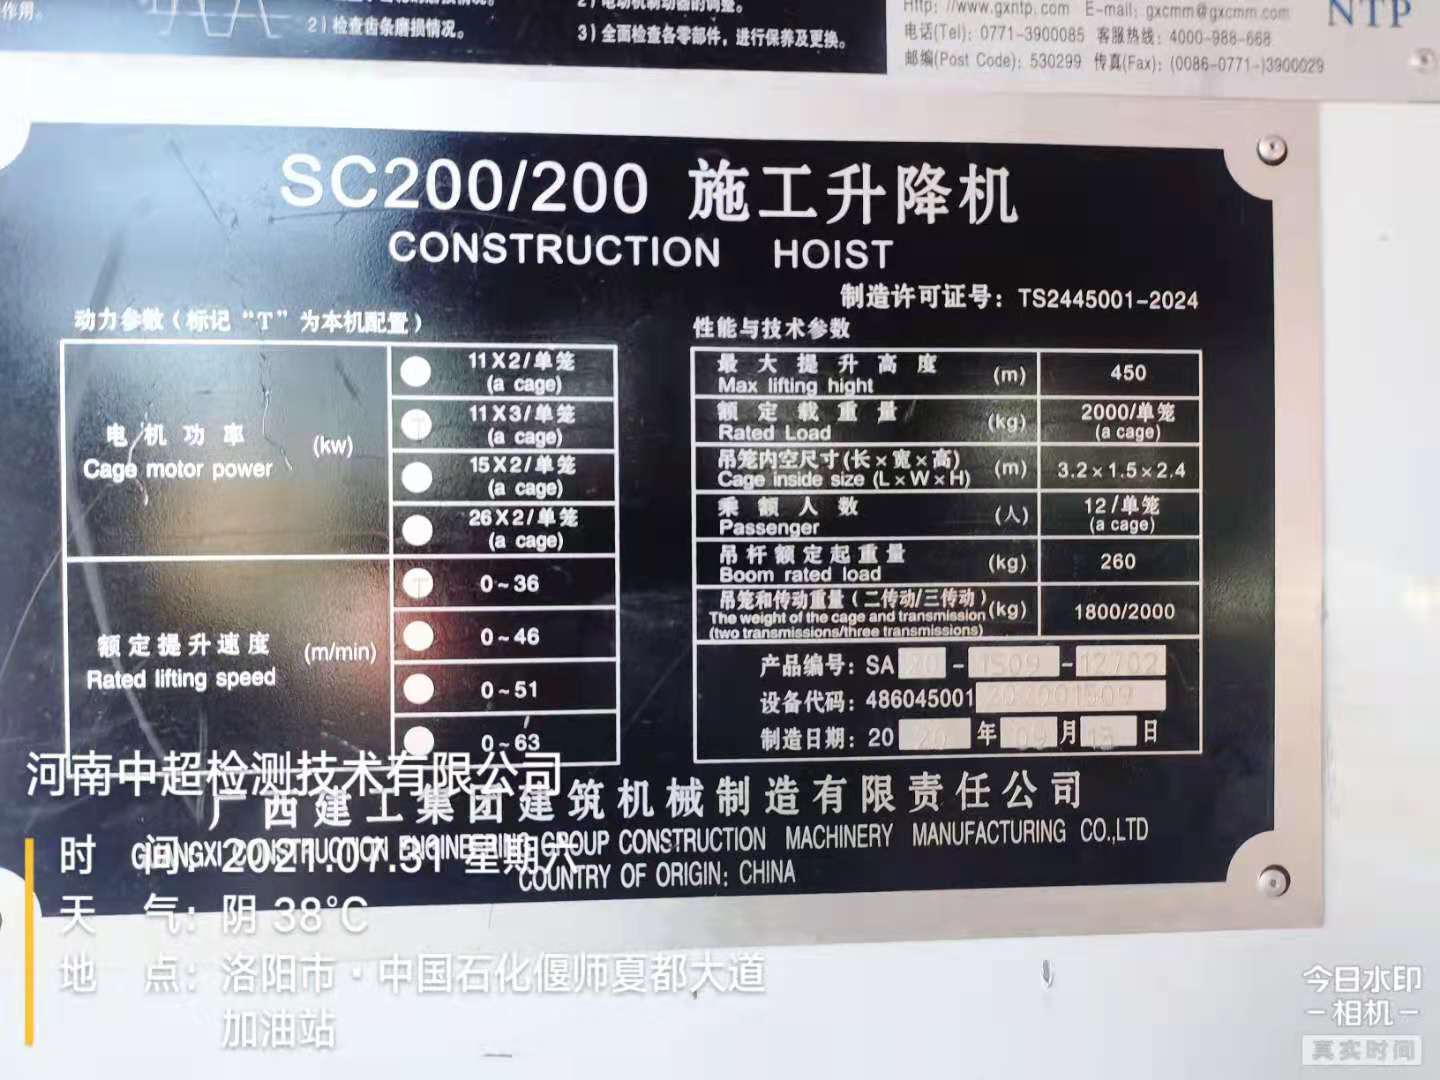 作用。
2) 检查齿条磨损情况。
3) 全面检查各零部件，进行保养及更换。
Http: //www.gxntp.com E-mail: gxcmm@gxcmm.com
电话(Tel): 0771-3900085 客服热线: 4000-988-668
邮编(Post Code): 530299 传真(Fax): (0086-0771-)3900029
NTP
SC200/200 施工升降机
CONSTRUCTION HOIST
制造许可证号: TS2445001-2024
动力参数(标记“T”为本机配置)
电机功率 (kw)
Cage motor power
11X2/单笼
(a cage)
T 11X3/单笼
(a cage)
15X2/单笼
(a cage)
26X2/单笼
(a cage)
额定提升速度 (m/min)
Rated lifting speed
T 0~36
0~46
0~51
0~63
性能与技术参数
最大提升高度 (m) 450
Max lifting hight
额定载重量 (kg) 2000/单笼
Rated Load (a cage)
吊笼内空尺寸(长×宽×高) (m) 3.2×1.5×2.4
Cage inside size (L×W×H)
乘额人数 (人) 12/单笼
Passenger (a cage)
吊杆额定起重量 (kg) 260
Boom rated load
吊笼和传动重量(二传动/三传动) (kg) 1800/2000
The weight of the cage and transmission
(two transmissions/three transmissions)
产品编号: SA 20-1509-12702
设备代码: 486045001 202001509
制造日期: 20 20 年 09 月 13 日
广西建工集团建筑机械制造有限责任公司
GUANGXI CONSTRUCTION ENGINEERING GROUP CONSTRUCTION MACHINERY MANUFACTURING CO.,LTD
COUNTRY OF ORIGIN: CHINA
河南中超检测技术有限公司
时 间: 2021.07.31 星期六
天 气: 阴 38°C
地 点: 洛阳市·中国石化偃师夏都大道
加油站
今日水印
-相机-
真实时间